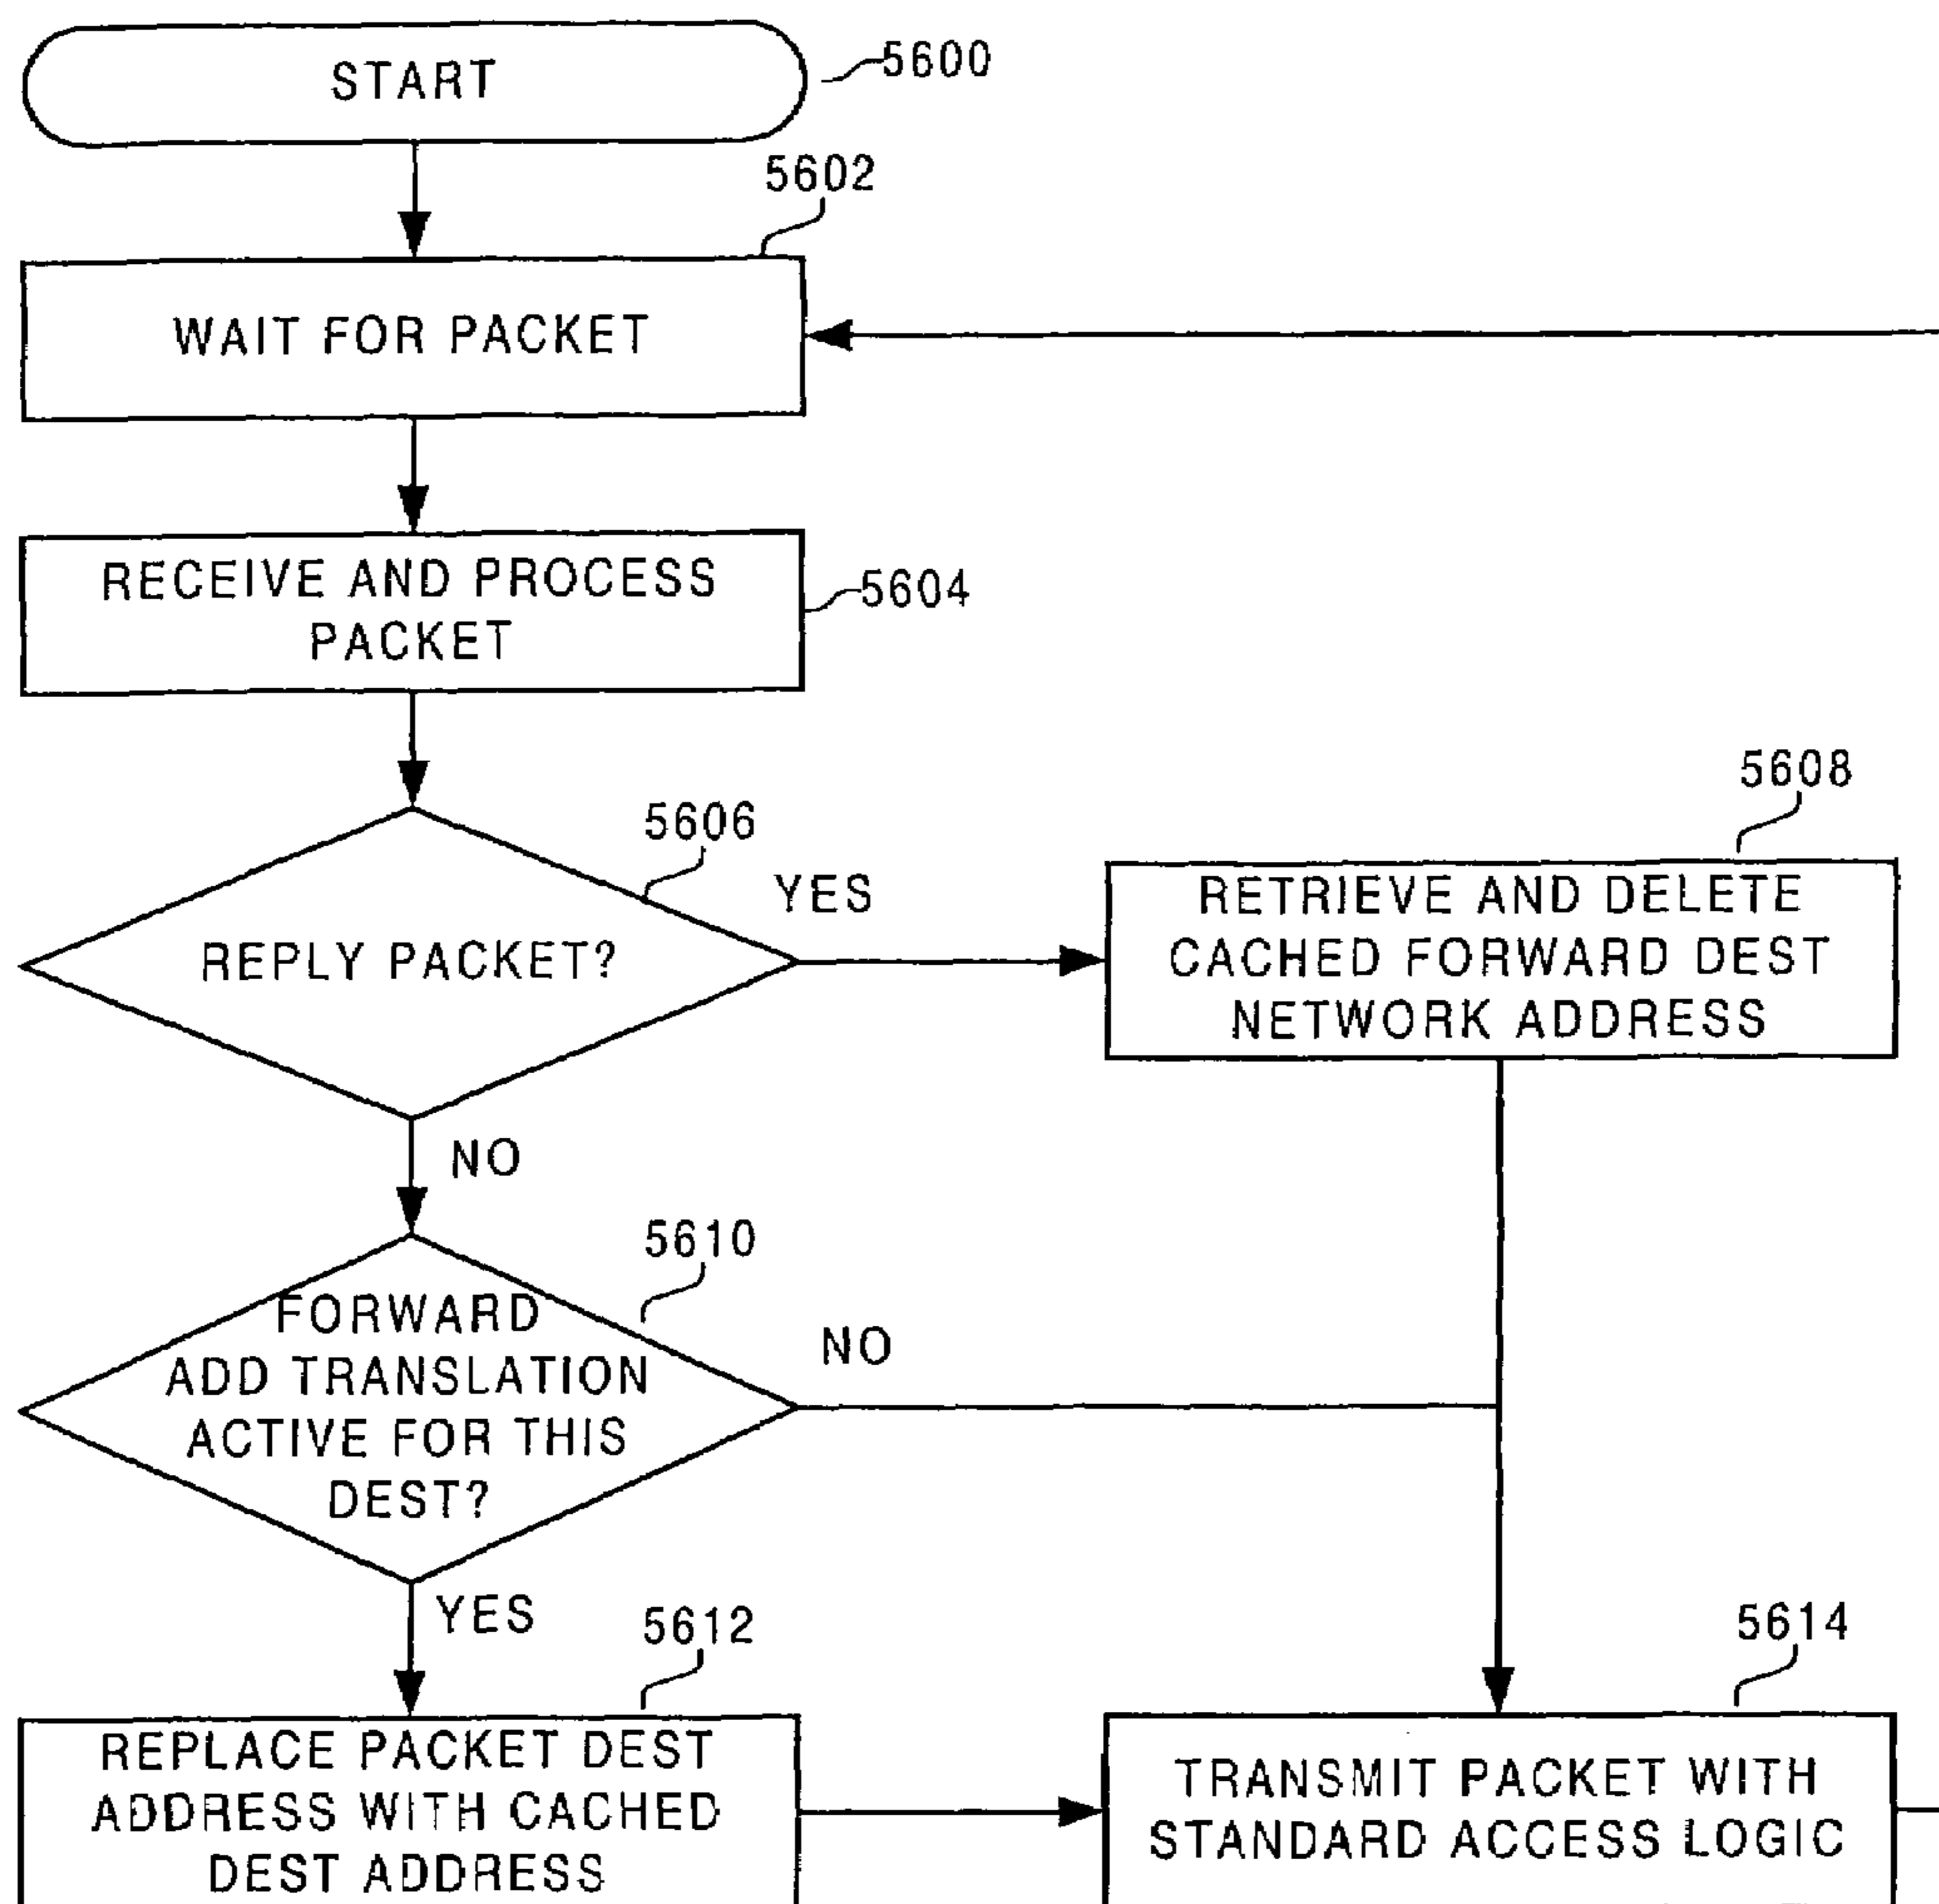 START
5600
5602
WAIT FOR PACKET
RECEIVE AND PROCESS
PACKET
5604
5606
REPLY PACKET?
YES
5608
RETRIEVE AND DELETE
CACHED FORWARD DEST
NETWORK ADDRESS
NO
5610
FORWARD
ADD TRANSLATION
ACTIVE FOR THIS
DEST?
NO
YES
5612
REPLACE PACKET DEST
ADDRESS WITH CACHED
DEST ADDRESS
5614
TRANSMIT PACKET WITH
STANDARD ACCESS LOGIC